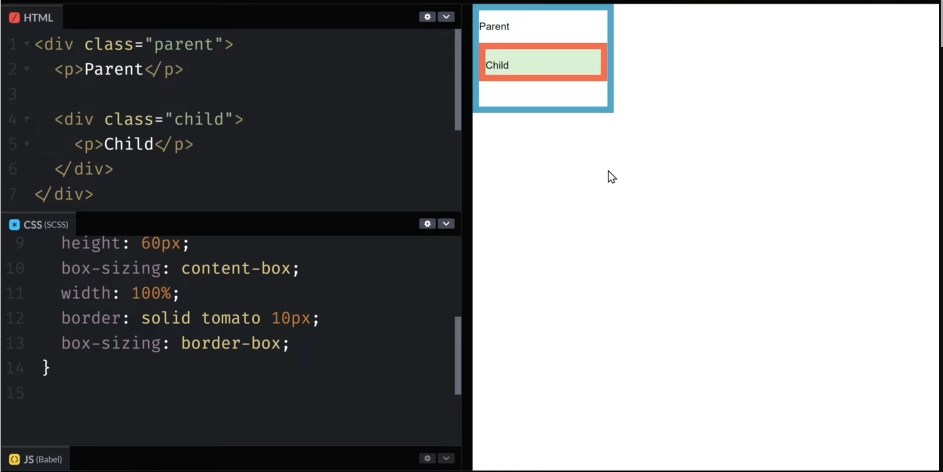 HTML
1 <div class="parent">
2 <p>Parent</p>
3
4 <div class="child">
5 <p>Child</p>
6 </div>
7 </div>
CSS (SCSS)
9 height: 60px;
10 box-sizing: content-box;
11 width: 100%;
12 border: solid tomato 10px;
13 box-sizing: border-box;
14 }
15
JS (Babel)
Parent
Child